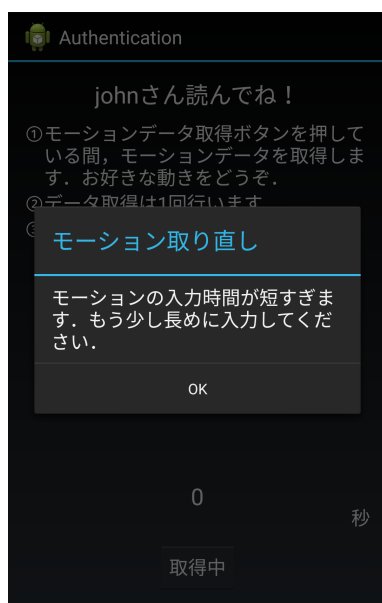 Authentication
johnさん読んでね！
①モーションデータ取得ボタンを押して
いる間，モーションデータを取得しま
す．お好きな動きをどうぞ．
②データ取得は1回行います
モーション取り直し
モーションの入力時間が短すぎま
す．もう少し長めに入力してくだ
さい．
OK
0
秒
取得中